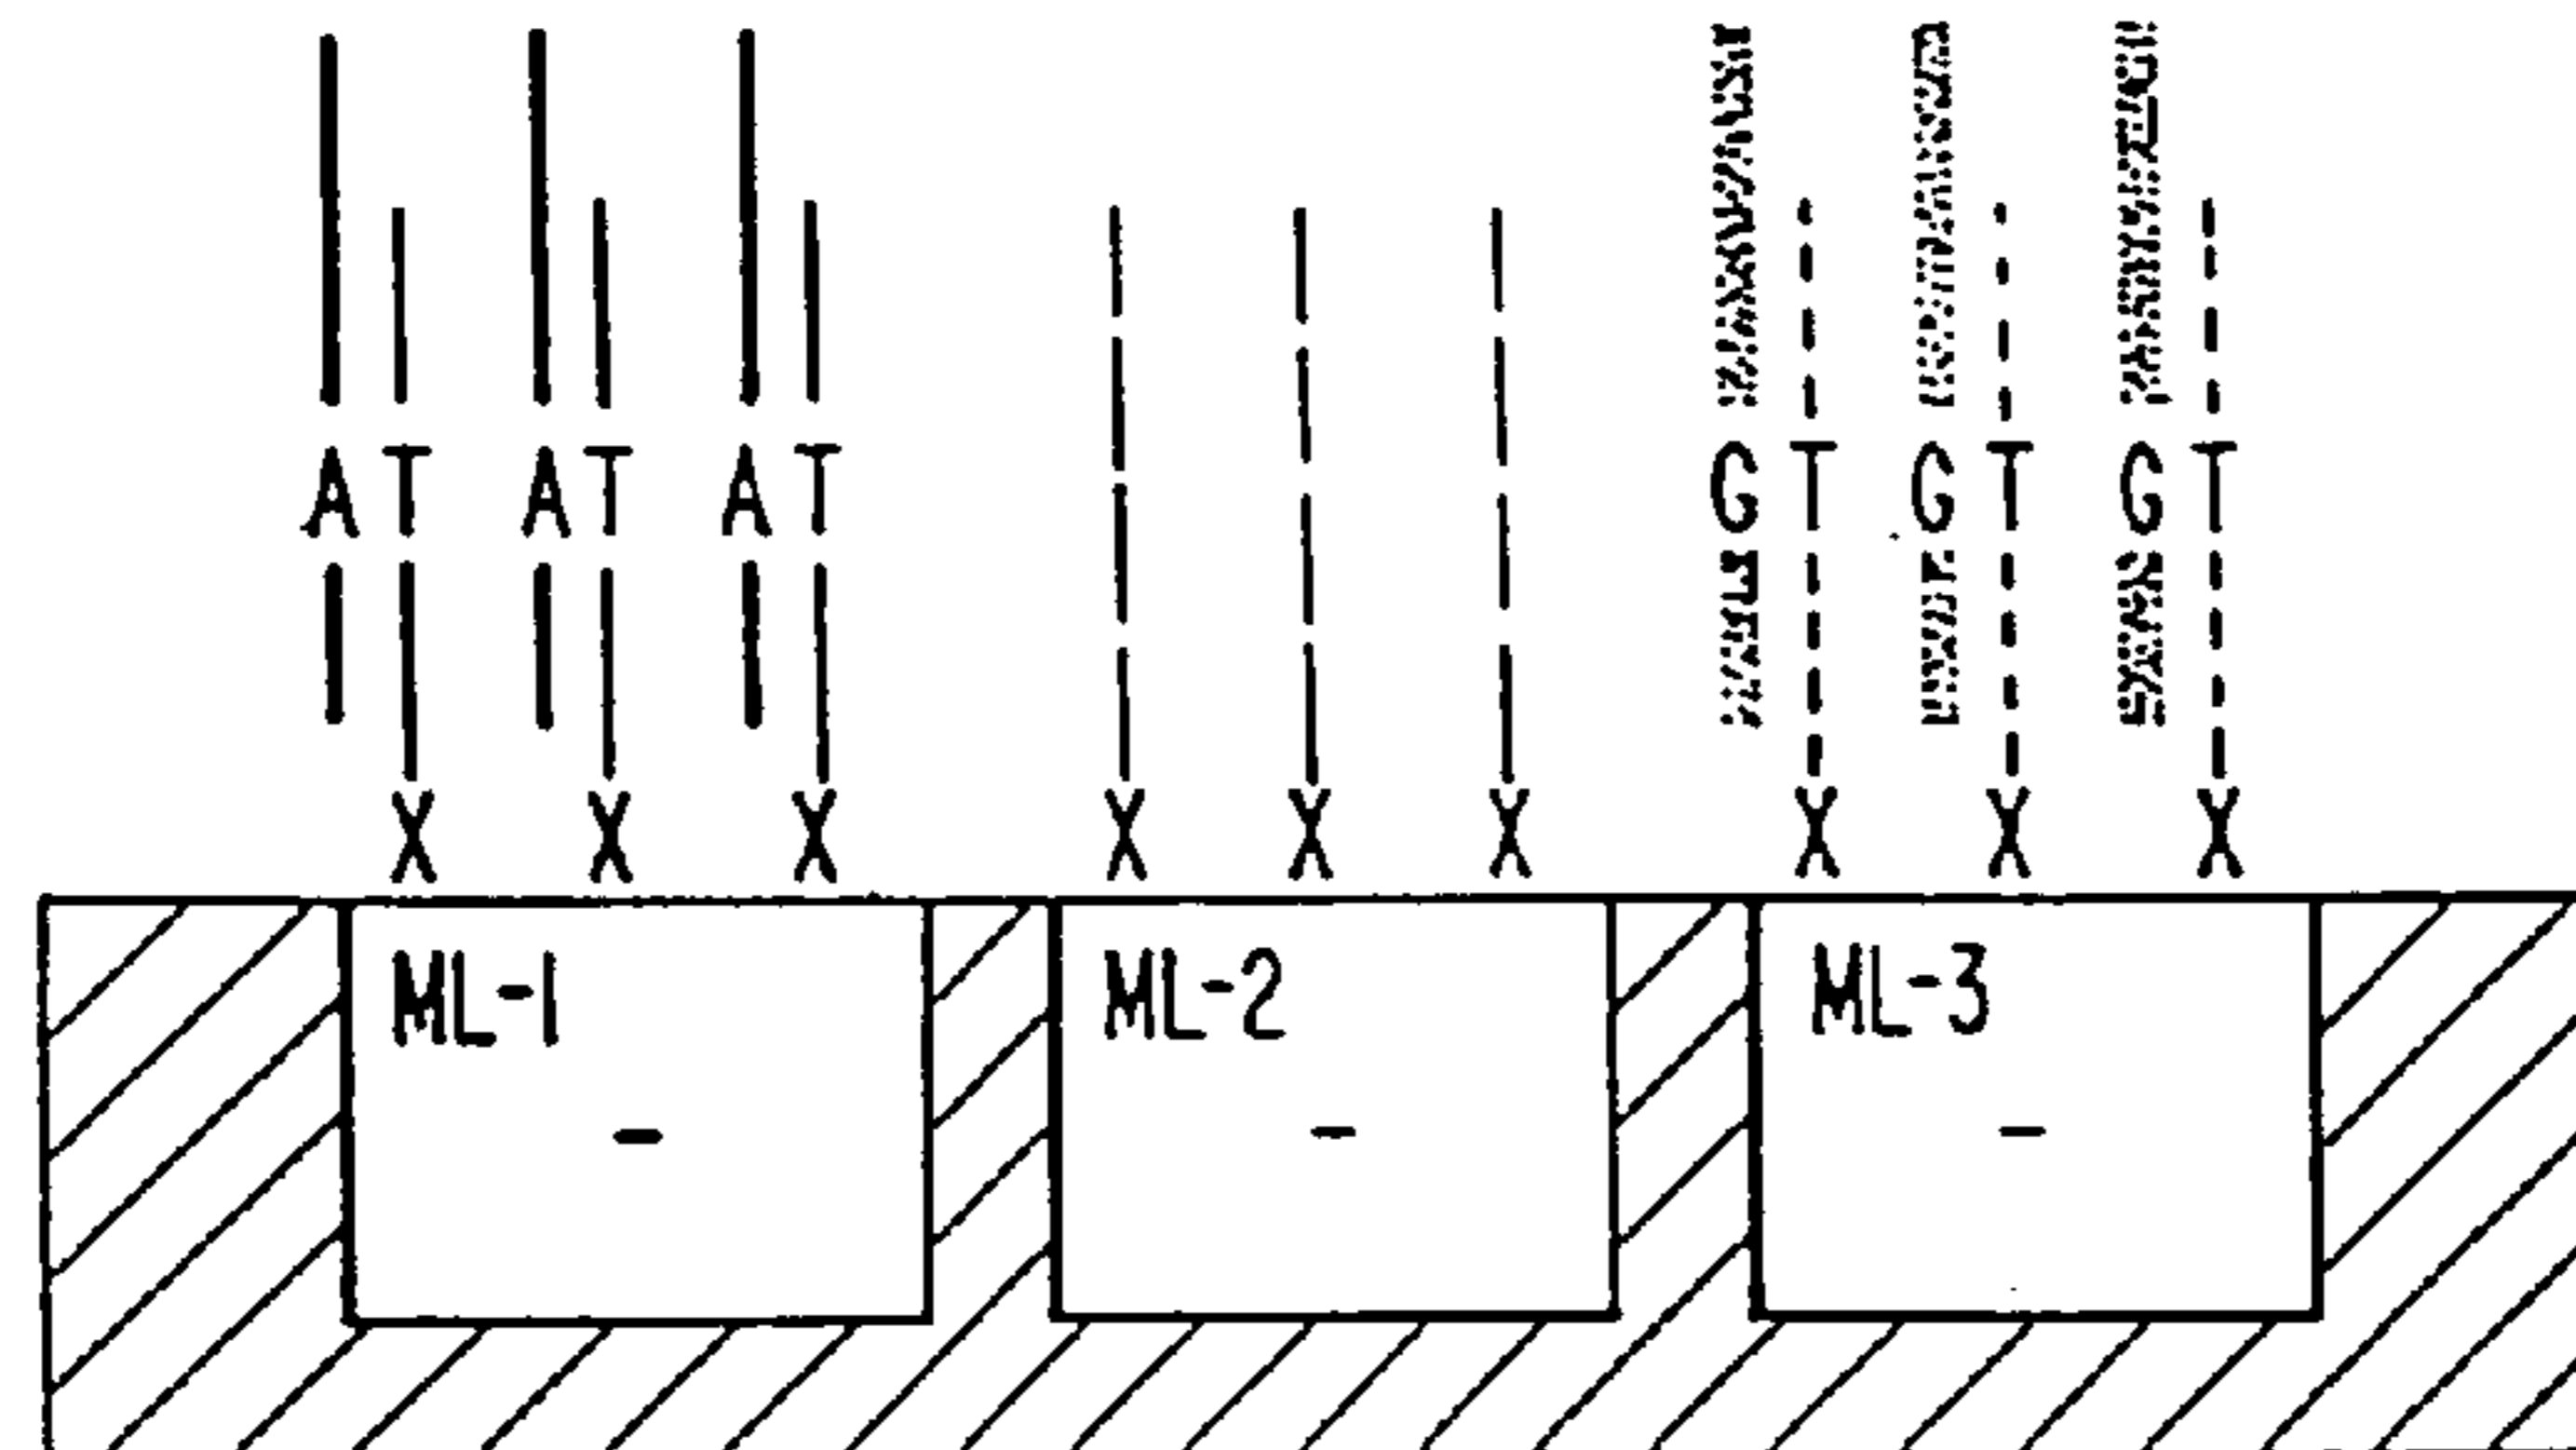 A T A T A T G T G T G T
X X X X X X X X X
ML-1 ML-2 ML-3
- - -